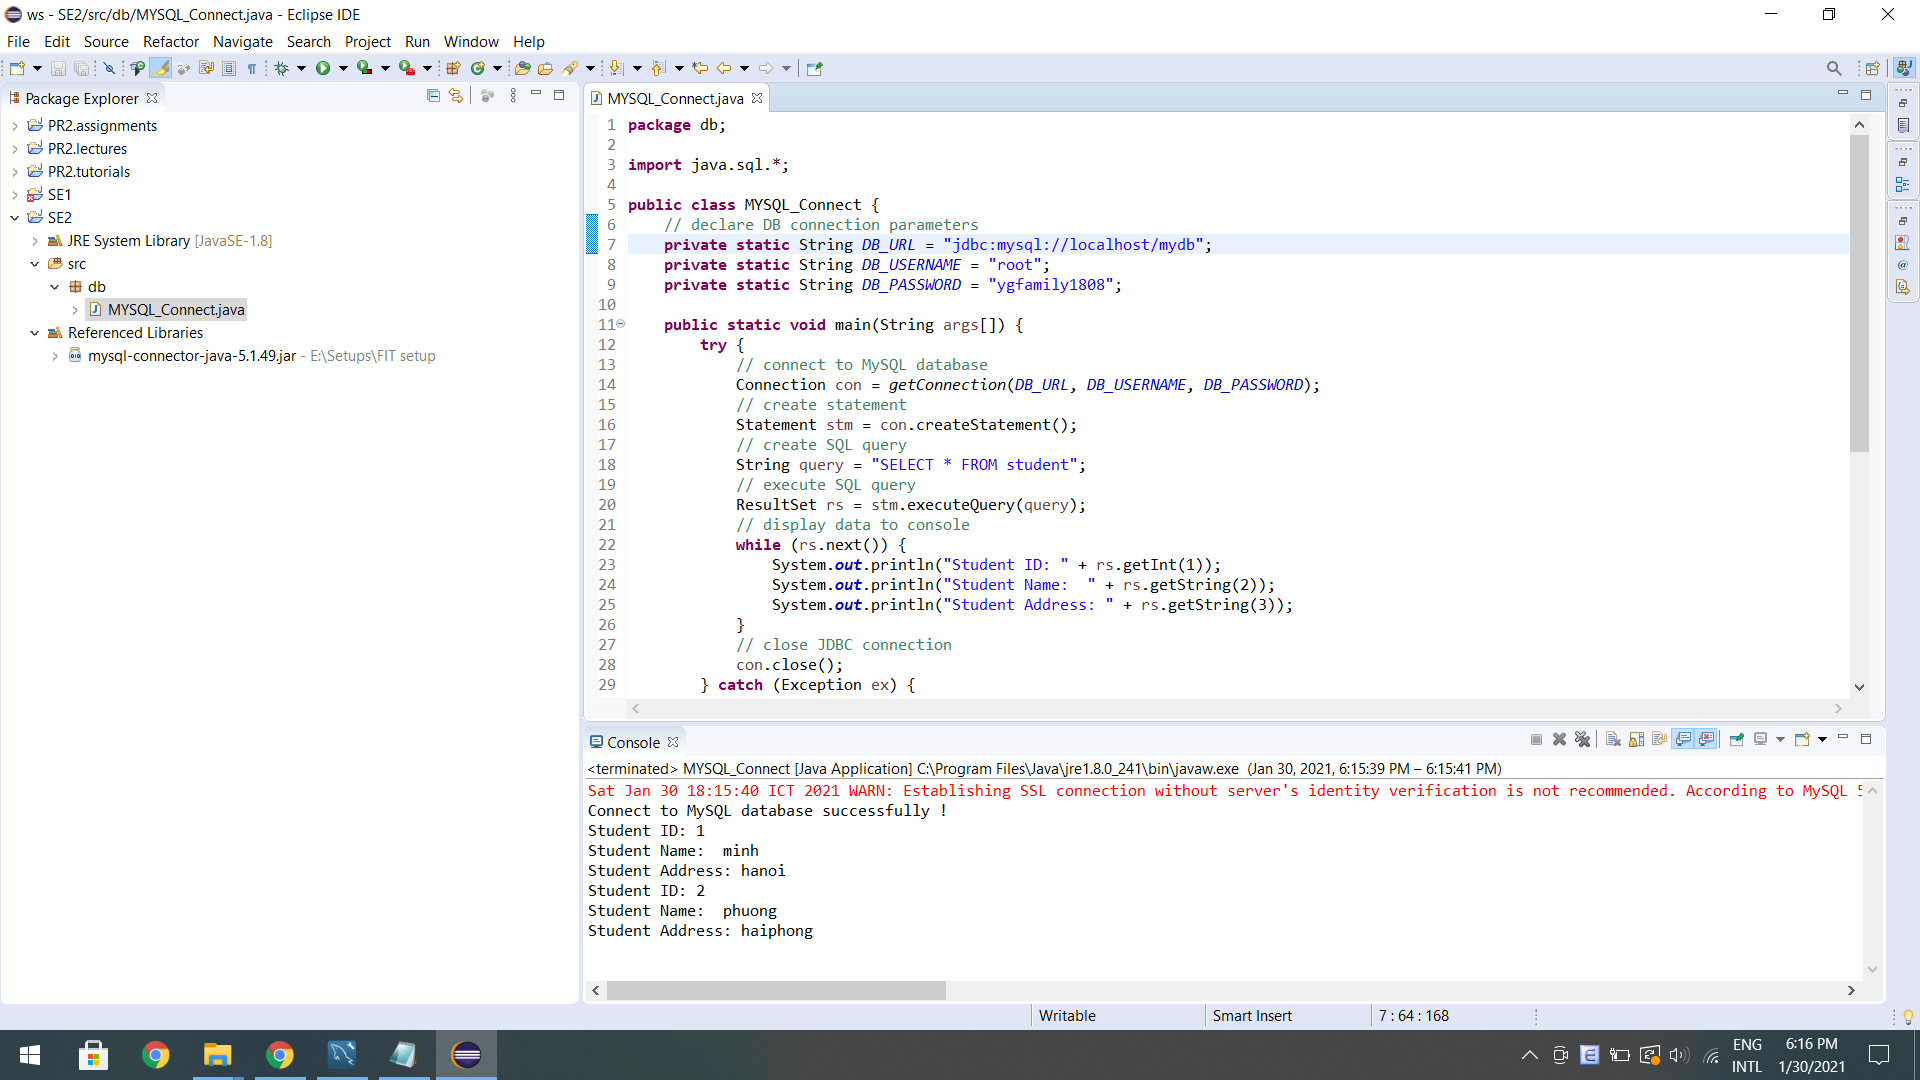 ws - SE2/src/db/MYSQL_Connect.java - Eclipse IDE
File Edit Source Refactor Navigate Search Project Run Window Help
Package Explorer
PR2.assignments
PR2.lectures
PR2.tutorials
SE1
SE2
JRE System Library [JavaSE-1.8]
src
db
MYSQL_Connect.java
Referenced Libraries
mysql-connector-java-5.1.49.jar - E:\Setups\FIT setup
MYSQL_Connect.java
1 package db;
2
3 import java.sql.*;
4
5 public class MYSQL_Connect {
6 // declare DB connection parameters
7 private static String DB_URL = "jdbc:mysql://localhost/mydb";
8 private static String DB_USERNAME = "root";
9 private static String DB_PASSWORD = "ygfamily1808";
10
11 public static void main(String args[]) {
12 try {
13 // connect to MySQL database
14 Connection con = getConnection(DB_URL, DB_USERNAME, DB_PASSWORD);
15 // create statement
16 Statement stm = con.createStatement();
17 // create SQL query
18 String query = "SELECT * FROM student";
19 // execute SQL query
20 ResultSet rs = stm.executeQuery(query);
21 // display data to console
22 while (rs.next()) {
23 System.out.println("Student ID: " + rs.getInt(1));
24 System.out.println("Student Name:  " + rs.getString(2));
25 System.out.println("Student Address: " + rs.getString(3));
26 }
27 // close JDBC connection
28 con.close();
29 } catch (Exception ex) {
Console
<terminated> MYSQL_Connect [Java Application] C:\Program Files\Java\jre1.8.0_241\bin\javaw.exe (Jan 30, 2021, 6:15:39 PM – 6:15:41 PM)
Sat Jan 30 18:15:40 ICT 2021 WARN: Establishing SSL connection without server's identity verification is not recommended. According to MySQL 5
Connect to MySQL database successfully !
Student ID: 1
Student Name:  minh
Student Address: hanoi
Student ID: 2
Student Name:  phuong
Student Address: haiphong
Writable Smart Insert 7 : 64 : 168
ENG 6:16 PM
INTL 1/30/2021